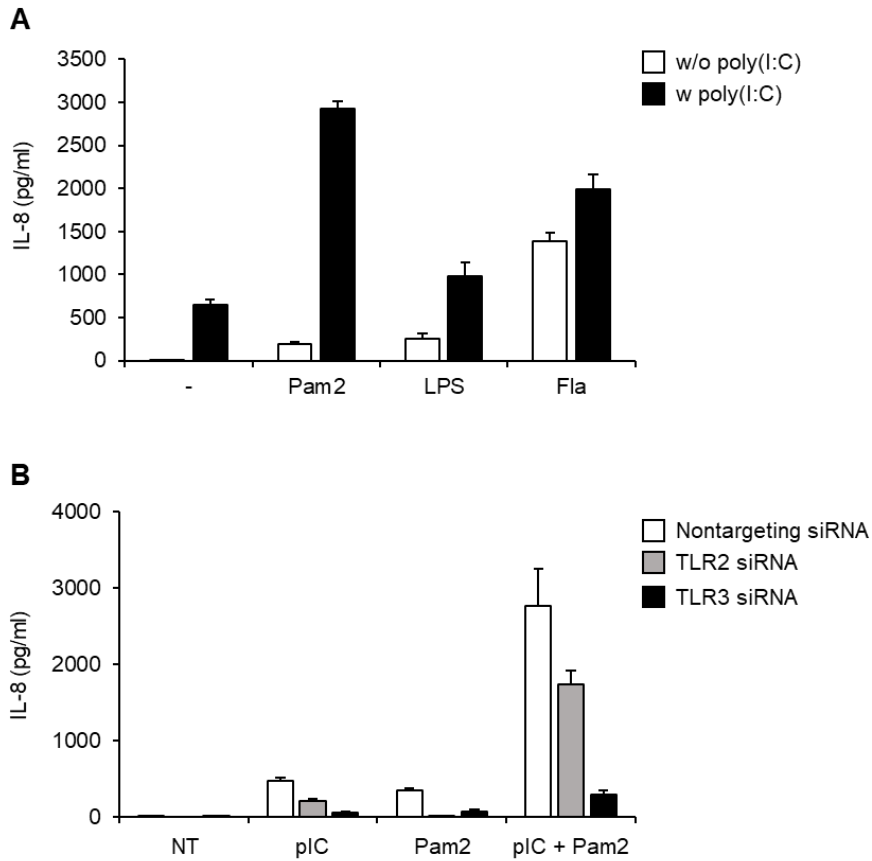 A
3500
3000
2500
2000
1500
1000
500
0
IL-8 (pg/ml)
- Pam2 LPS Fla
w/o poly(I:C)
w poly(I:C)
B
4000
3000
2000
1000
0
IL-8 (pg/ml)
NT pIC Pam2 pIC + Pam2
Nontargeting siRNA
TLR2 siRNA
TLR3 siRNA